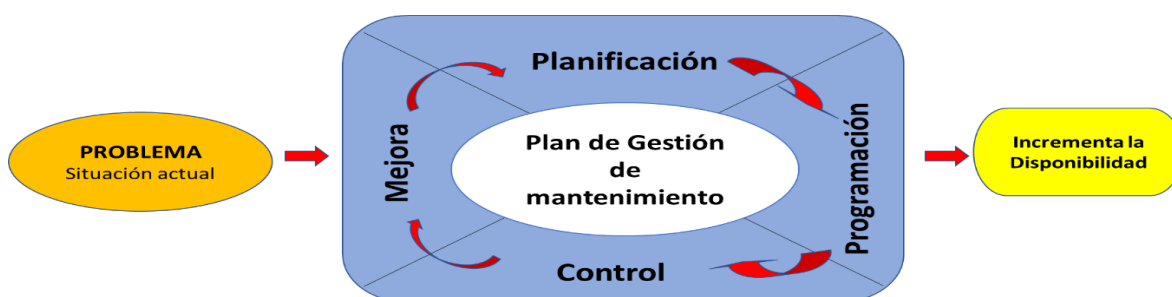 PROBLEMA
Situación actual
Planificación
Mejora
Plan de Gestión
de
mantenimiento
Programación
Control
Incrementa la
Disponibilidad